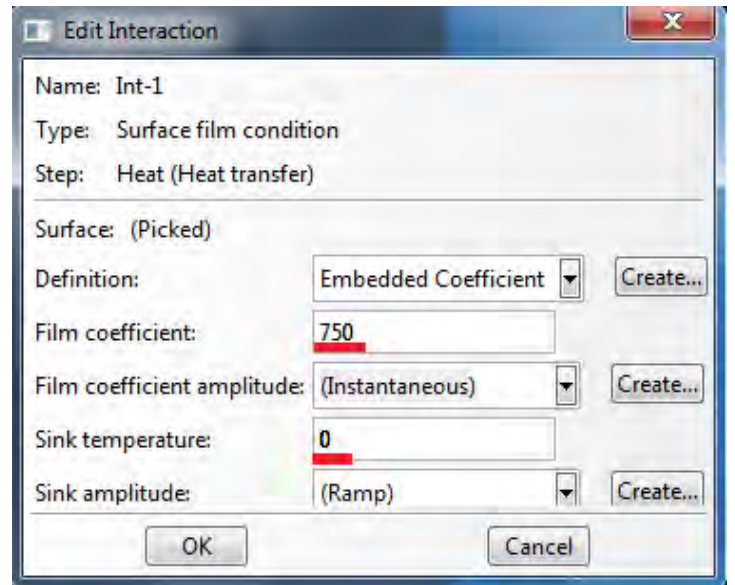 Edit Interaction
Name: Int-1
Type: Surface film condition
Step: Heat (Heat transfer)
Surface: (Picked)
Definition: Embedded Coefficient Create...
Film coefficient: 750
Film coefficient amplitude: (Instantaneous) Create...
Sink temperature: 0
Sink amplitude: (Ramp) Create...
OK Cancel